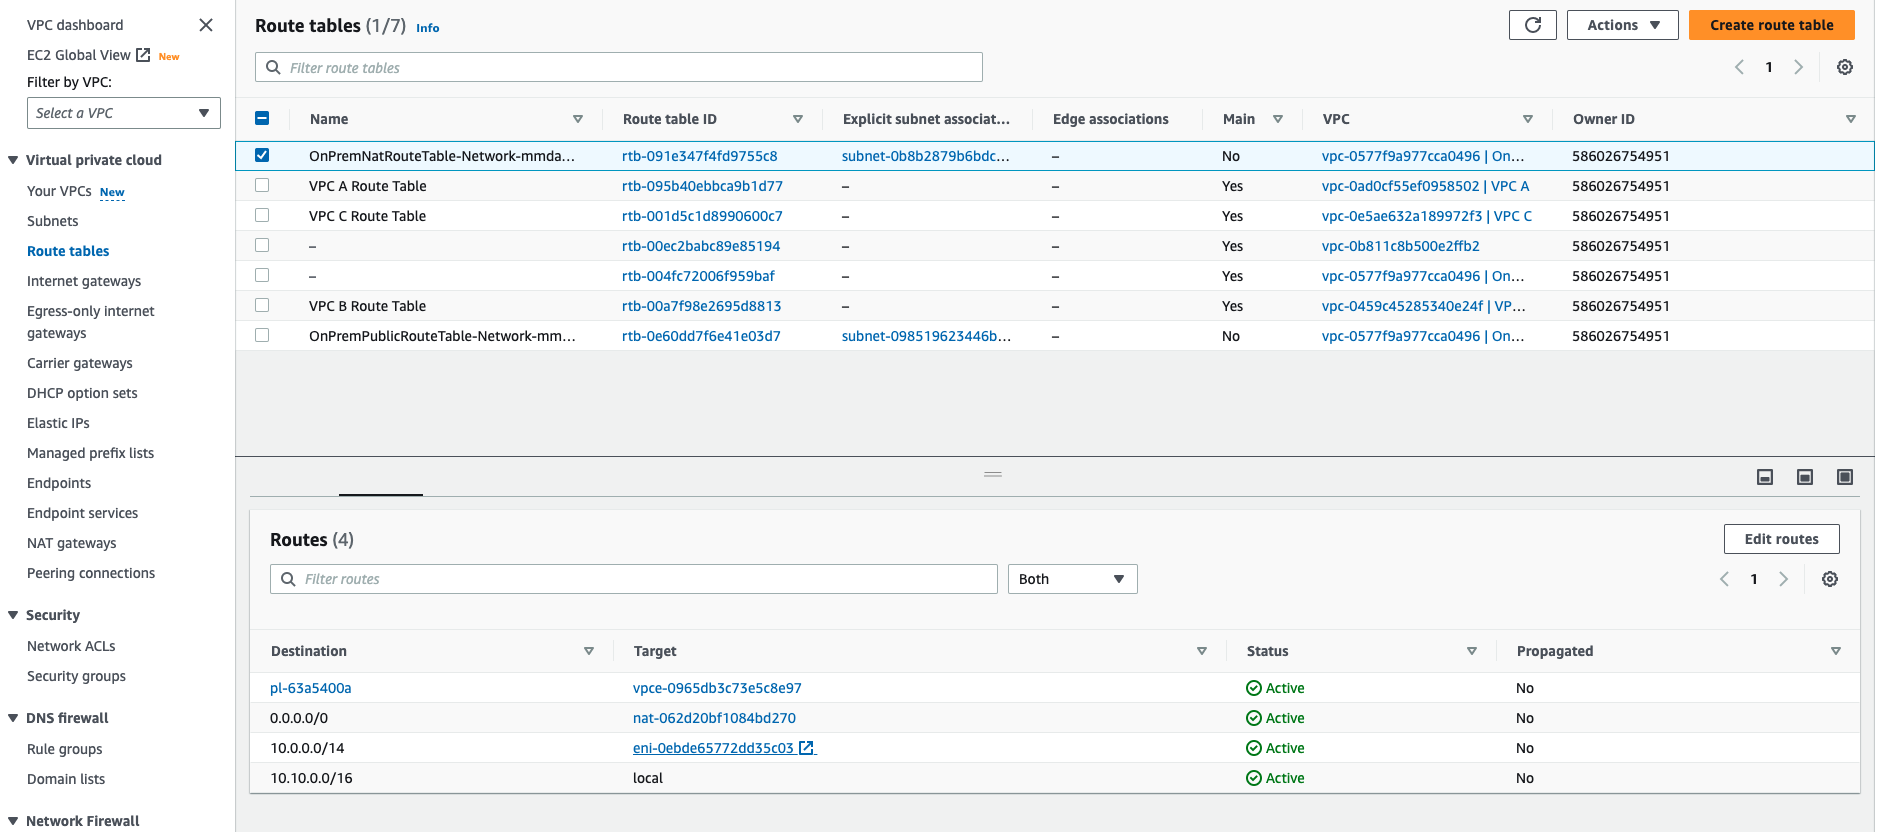 VPC dashboard
EC2 Global View New
Filter by VPC:
Select a VPC
Virtual private cloud
Your VPCs New
Subnets
Route tables
Internet gateways
Egress-only internet
gateways
Carrier gateways
DHCP option sets
Elastic IPs
Managed prefix lists
Endpoints
Endpoint services
NAT gateways
Peering connections
Security
Network ACLs
Security groups
DNS firewall
Rule groups
Domain lists
Network Firewall
Route tables (1/7) Info
Actions
Create route table
Filter route tables
1
Name Route table ID Explicit subnet associat... Edge associations Main VPC Owner ID
OnPremNatRouteTable-Network-mmda... rtb-091e347f4fd9755c8 subnet-0b8b2879b6bdc... – No vpc-0577f9a977cca0496 | On... 586026754951
VPC A Route Table rtb-095b40ebbca9b1d77 – – Yes vpc-0ad0cf55ef0958502 | VPC A 586026754951
VPC C Route Table rtb-001d5c1d8990600c7 – – Yes vpc-0e5ae632a189972f3 | VPC C 586026754951
– rtb-00ec2babc89e85194 – – Yes vpc-0b811c8b500e2ffb2 586026754951
– rtb-004fc72006f959baf – – Yes vpc-0577f9a977cca0496 | On... 586026754951
VPC B Route Table rtb-00a7f98e2695d8813 – – Yes vpc-0459c45285340e24f | VP... 586026754951
OnPremPublicRouteTable-Network-mm... rtb-0e60dd7f6e41e03d7 subnet-098519623446b... – No vpc-0577f9a977cca0496 | On... 586026754951
Routes (4)
Edit routes
Filter routes
Both
1
Destination Target Status Propagated
pl-63a5400a vpce-0965db3c73e5c8e97 Active No
0.0.0.0/0 nat-062d20bf1084bd270 Active No
10.0.0.0/14 eni-0ebde65772dd35c03 Active No
10.10.0.0/16 local Active No